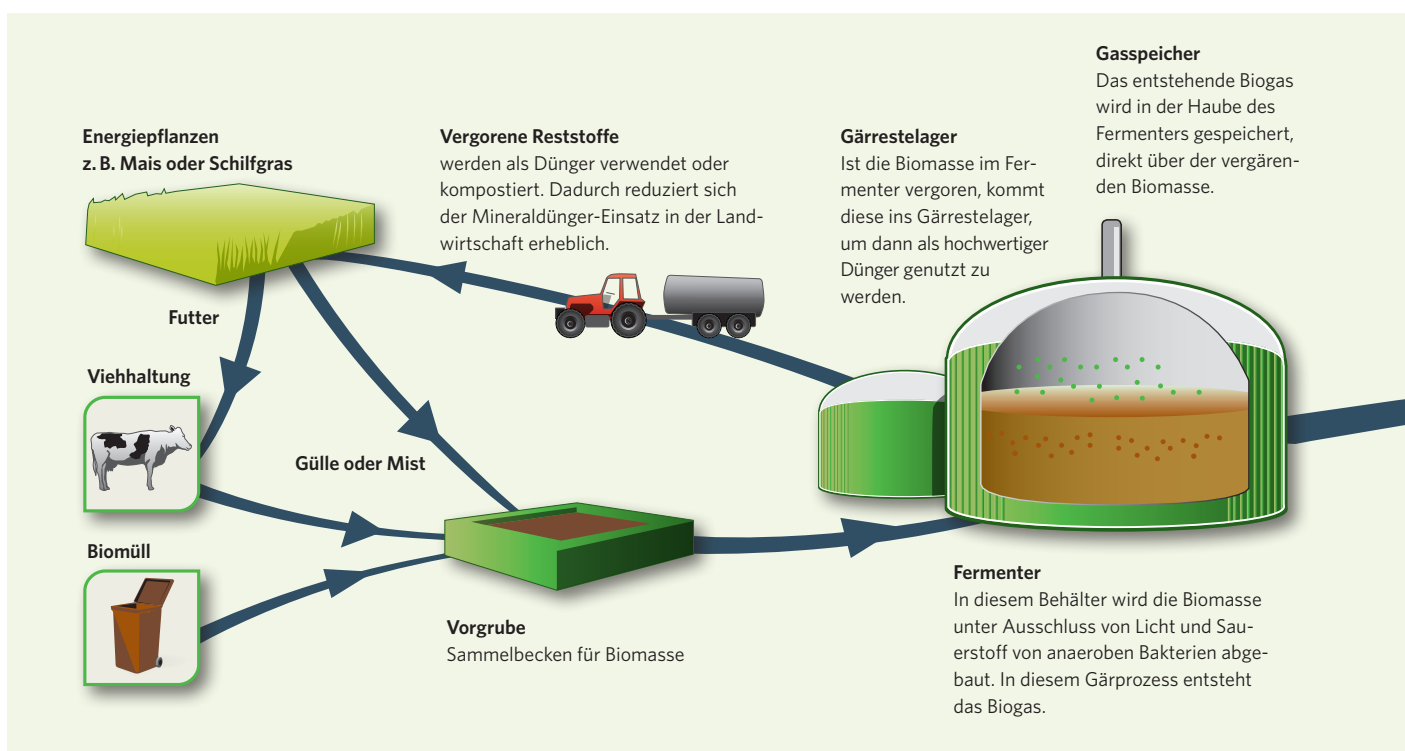 Energiepflanzen
z. B. Mais oder Schilfgras
Vergorene Reststoffe
werden als Dünger verwendet oder
kompostiert. Dadurch reduziert sich
der Mineraldünger-Einsatz in der Land-
wirtschaft erheblich.
Gärrestelager
Ist die Biomasse im Fer-
menter vergoren, kommt
diese ins Gärrestelager,
um dann als hochwertiger
Dünger genutzt zu
werden.
Gasspeicher
Das entstehende Biogas
wird in der Haube des
Fermenters gespeichert,
direkt über der vergären-
den Biomasse.
Futter
Viehhaltung
Gülle oder Mist
Biomüll
Vorgrube
Sammelbecken für Biomasse
Fermenter
In diesem Behälter wird die Biomasse
unter Ausschluss von Licht und Sau-
erstoff von anaeroben Bakterien abge-
baut. In diesem Gärprozess entsteht
das Biogas.